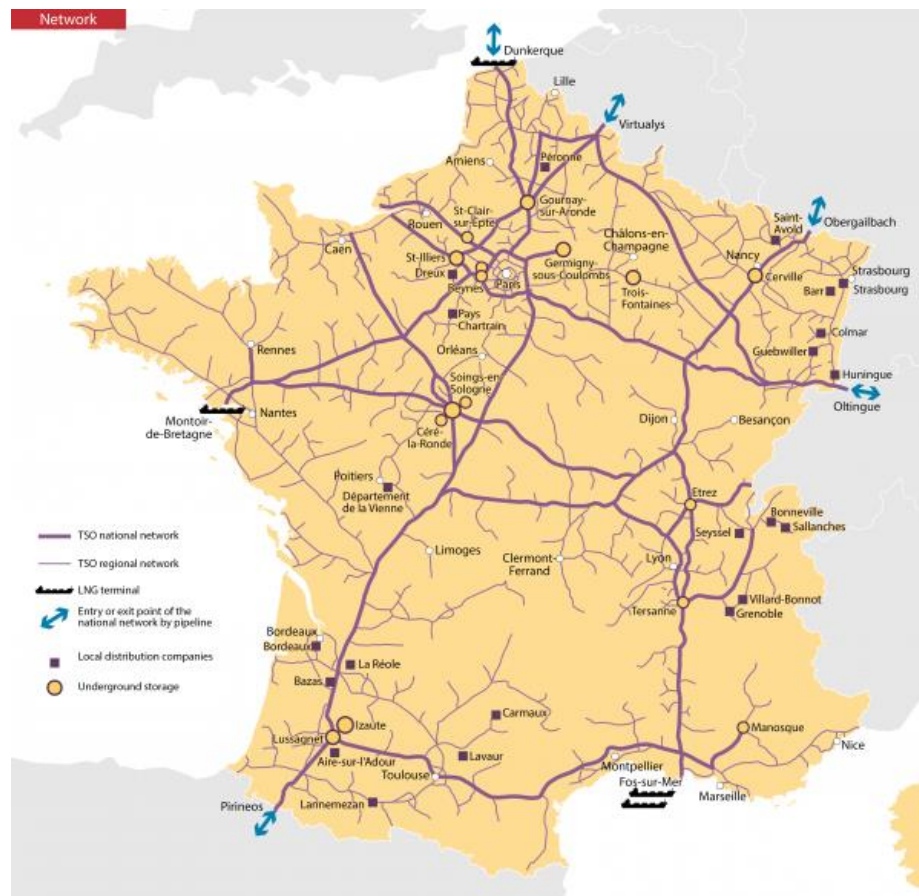 Network
Dunkerque
Lille
Virtualys
Amiens
Péronne
Gournay-
sur-Aronde
St-Clair-
sur-Epte
Rouen
Caen
St-Illiers
Dreux
Beynes
Paris
Germigny-
sous-Coulombs
Châlons-en-
Champagne
Trois-
Fontaines
Saint-
Avold
Obergailbach
Nancy
Cerville
Strasbourg
Strasbourg
Barr
Colmar
Guebwiller
Huningue
Oltingue
Pays
Chartrain
Orléans
Rennes
Soings-en-
Sologne
Montoir-
de-Bretagne
Nantes
Céré-
la-Ronde
Dijon
Besançon
Poitiers
Département
de la Vienne
Etrez
Bonneville
Sallanches
Seyssel
Limoges
Clermont-
Ferrand
Lyon
Villard-Bonnot
Grenoble
Tersanne
TSO national network
TSO regional network
LNG terminal
Entry or exit point of the
national network by pipeline
Local distribution companies
Underground storage
Bordeaux
Bordeaux
La Réole
Bazas
Izaute
Lussagnet
Aire-sur-l'Adour
Carmaux
Lavaur
Toulouse
Lannemezan
Pirineos
Montpellier
Fos-sur-Mer
Marseille
Manosque
Nice